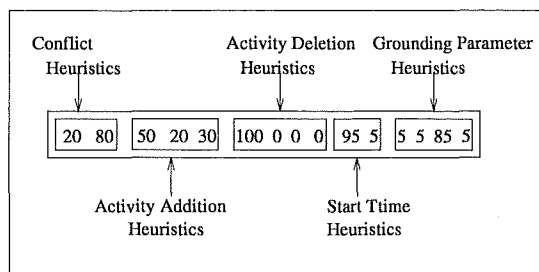 Conflict Heuristics
Activity Deletion Heuristics
Grounding Parameter Heuristics
20 80 50 20 30 100 0 0 0 95 5 5 5 85 5
Activity Addition Heuristics
Start Ttime Heuristics